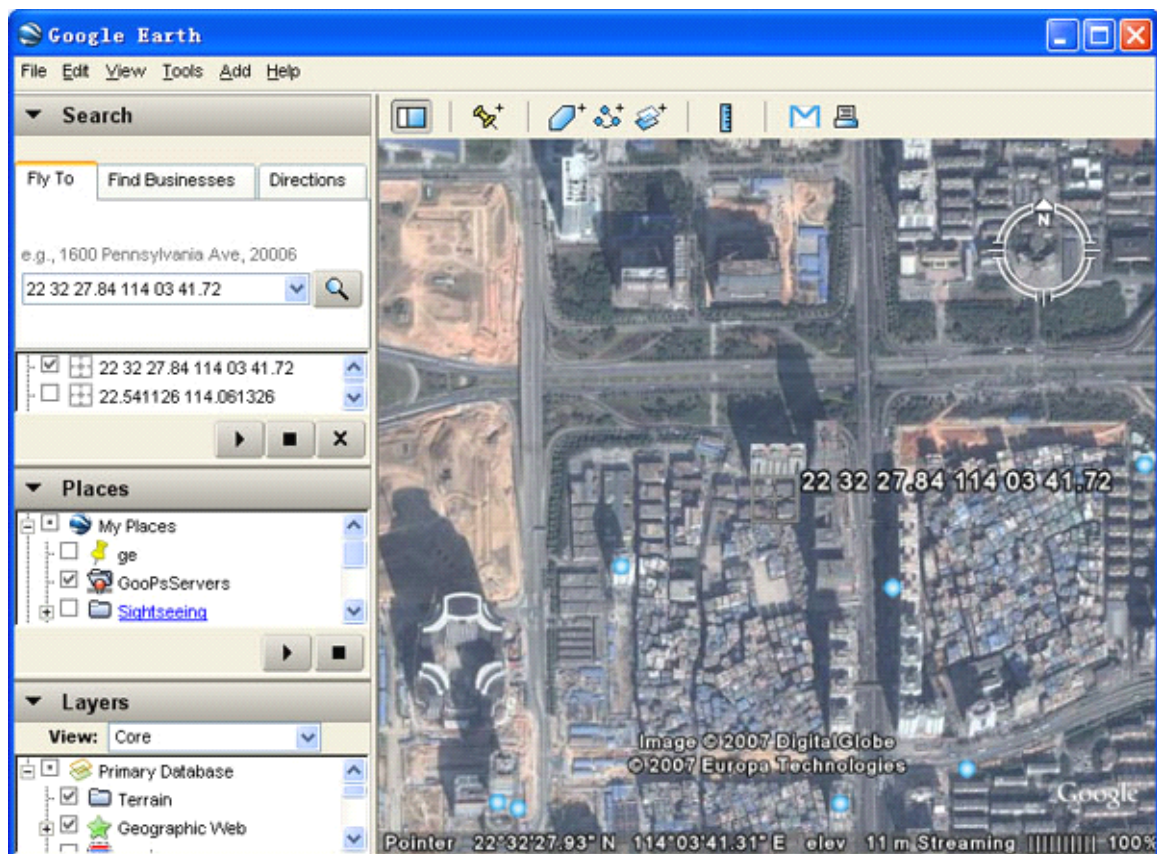 Google Earth
File Edit View Tools Add Help
Search
Fly To Find Businesses Directions
e.g., 1600 Pennsylvania Ave, 20006
22 32 27.84 114 03 41.72
22 32 27.84 114 03 41.72
22.541126 114.061326
Places
My Places
ge
GooPsServers
Sightseeing
Layers
View: Core
Primary Database
Terrain
Geographic Web
N
22 32 27.84 114 03 41.72
Image © 2007 DigitalGlobe
© 2007 Europa Technologies
Google
Pointer 22°32'27.93" N 114°03'41.31" E elev 11 m Streaming |||||||||| 100%